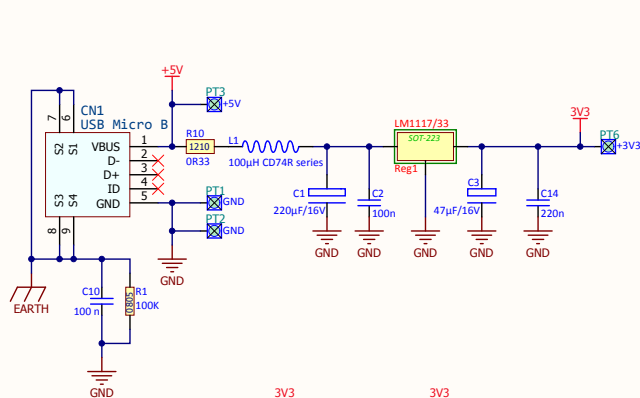 +5V
PT3
+5V
CN1
USB Micro B
7
6
S2
S1
VBUS
D-
D+
ID
GND
S3
S4
1
2
3
4
5
8
9
R10
1210
0R33
L1
100µH CD74R series
PT1
GND
PT2
GND
GND
LM1117/33
SOT-223
Reg1
3V3
PT6
+3V3
C1
220µF/16V
C2
100n
C3
47µF/16V
C14
220n
GND
GND
GND
GND
GND
EARTH
C10
100 n
R1
0805
100K
GND
3V3
3V3